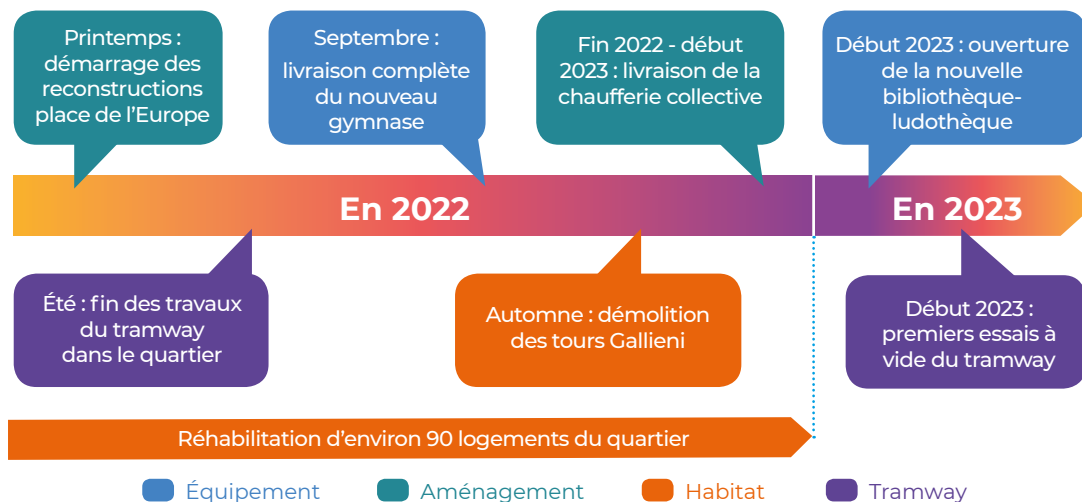 Printemps :
démarrage des
reconstructions
place de l’Europe
Septembre :
livraison complète
du nouveau
gymnase
Fin 2022 - début
2023 : livraison de la
chaufferie collective
Début 2023 : ouverture
de la nouvelle
bibliothèque-
ludothèque
En 2022
En 2023
Été : fin des travaux
du tramway
dans le quartier
Automne : démolition
des tours Gallieni
Début 2023 :
premiers essais à
vide du tramway
Réhabilitation d’environ 90 logements du quartier
Équipement
Aménagement
Habitat
Tramway